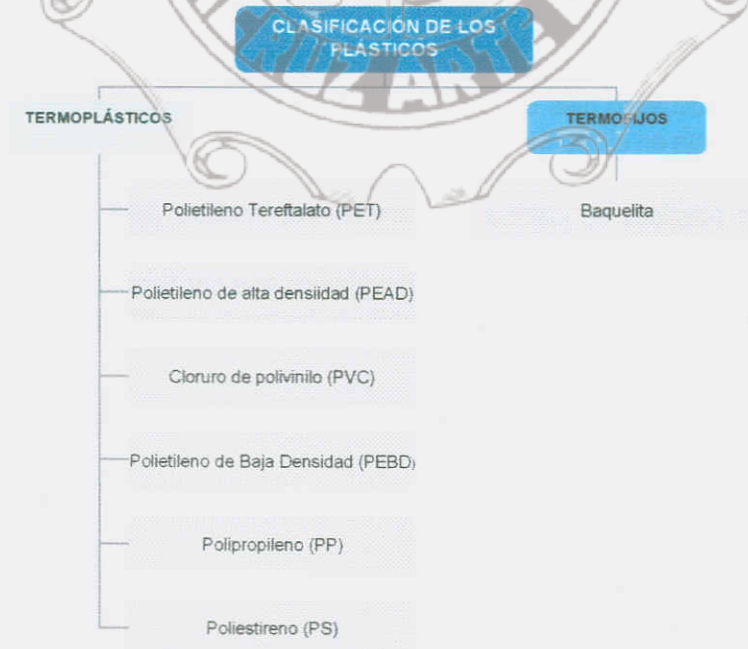 CLASIFICACIÓN DE LOS
PLÁSTICOS
TERMOPLÁSTICOS
TERMOFIJOS
Polietileno Tereftalato (PET)
Baquelita
Polietileno de alta densiidad (PEAD)
Cloruro de polivinilo (PVC)
Polietileno de Baja Densidad (PEBD)
Polipropileno (PP)
Poliestireno (PS)